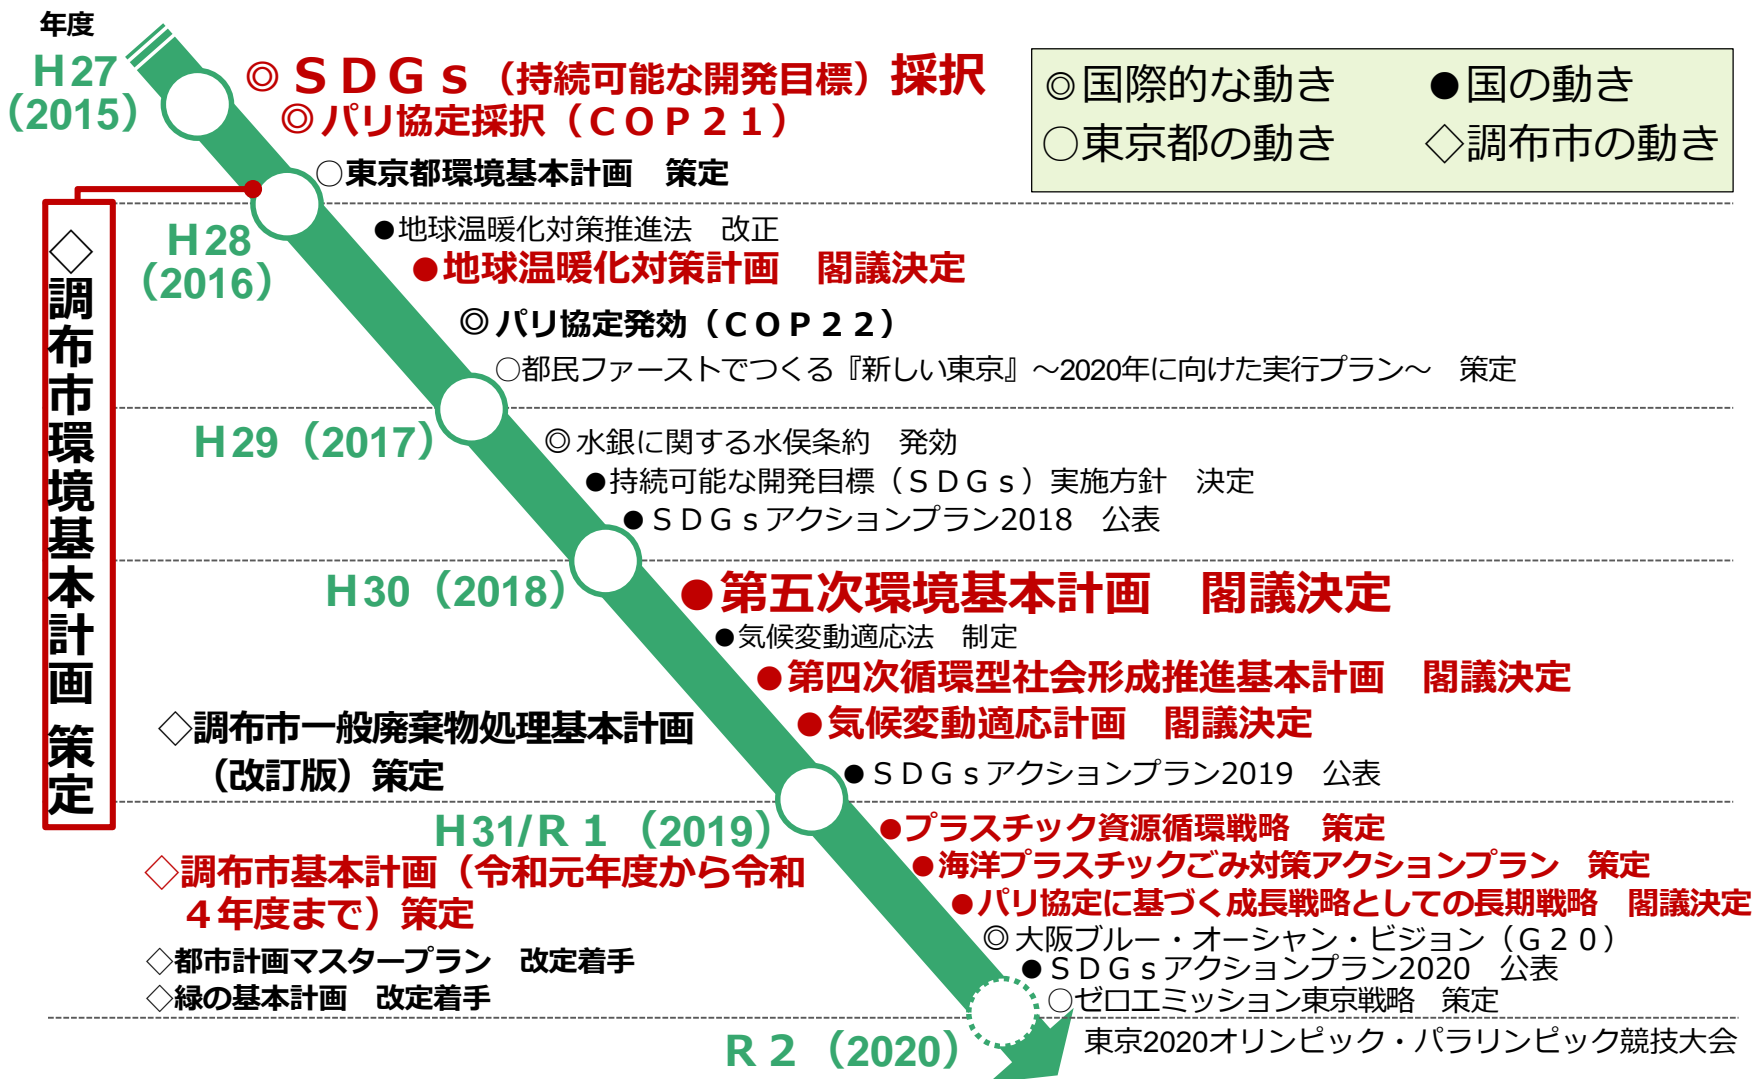 年度
H27
（2015）
◎ＳＤＧｓ（持続可能な開発目標）採択
◎パリ協定採択（ＣＯＰ２１）
○東京都環境基本計画　策定
◎国際的な動き　●国の動き
○東京都の動き　◇調布市の動き
◇調布市環境基本計画 策定
H28
（2016）
●地球温暖化対策推進法　改正
●地球温暖化対策計画　閣議決定
◎パリ協定発効（ＣＯＰ２２）
○都民ファーストでつくる『新しい東京』～2020年に向けた実行プラン～　策定
H29（2017）
◎水銀に関する水俣条約　発効
●持続可能な開発目標（ＳＤＧｓ）実施方針　決定
●ＳＤＧｓアクションプラン2018　公表
H30（2018）
●第五次環境基本計画　閣議決定
●気候変動適応法　制定
●第四次循環型社会形成推進基本計画　閣議決定
●気候変動適応計画　閣議決定
●ＳＤＧｓアクションプラン2019　公表
◇調布市一般廃棄物処理基本計画
（改訂版）策定
H31/Ｒ１（2019）
●プラスチック資源循環戦略　策定
●海洋プラスチックごみ対策アクションプラン　策定
●パリ協定に基づく成長戦略としての長期戦略　閣議決定
◎大阪ブルー・オーシャン・ビジョン（Ｇ２０）
●ＳＤＧｓアクションプラン2020　公表
○ゼロエミッション東京戦略　策定
◇調布市基本計画（令和元年度から令和
４年度まで）策定
◇都市計画マスタープラン　改定着手
◇緑の基本計画　改定着手
Ｒ２（2020）
東京2020オリンピック・パラリンピック競技大会